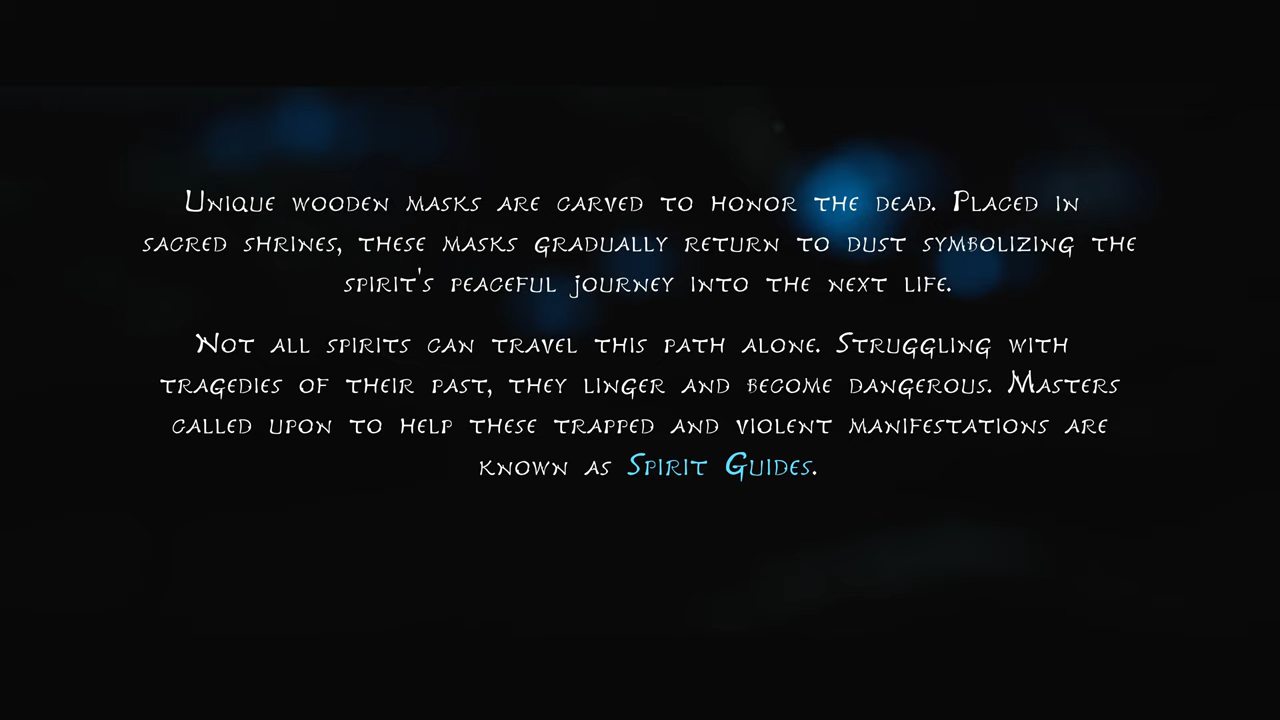 Unique wooden masks are carved to honor the dead. Placed in
sacred shrines, these masks gradually return to dust symbolizing the
spirit's peaceful journey into the next life.
Not all spirits can travel this path alone. Struggling with
tragedies of their past, they linger and become dangerous. Masters
called upon to help these trapped and violent manifestations are
known as Spirit Guides.